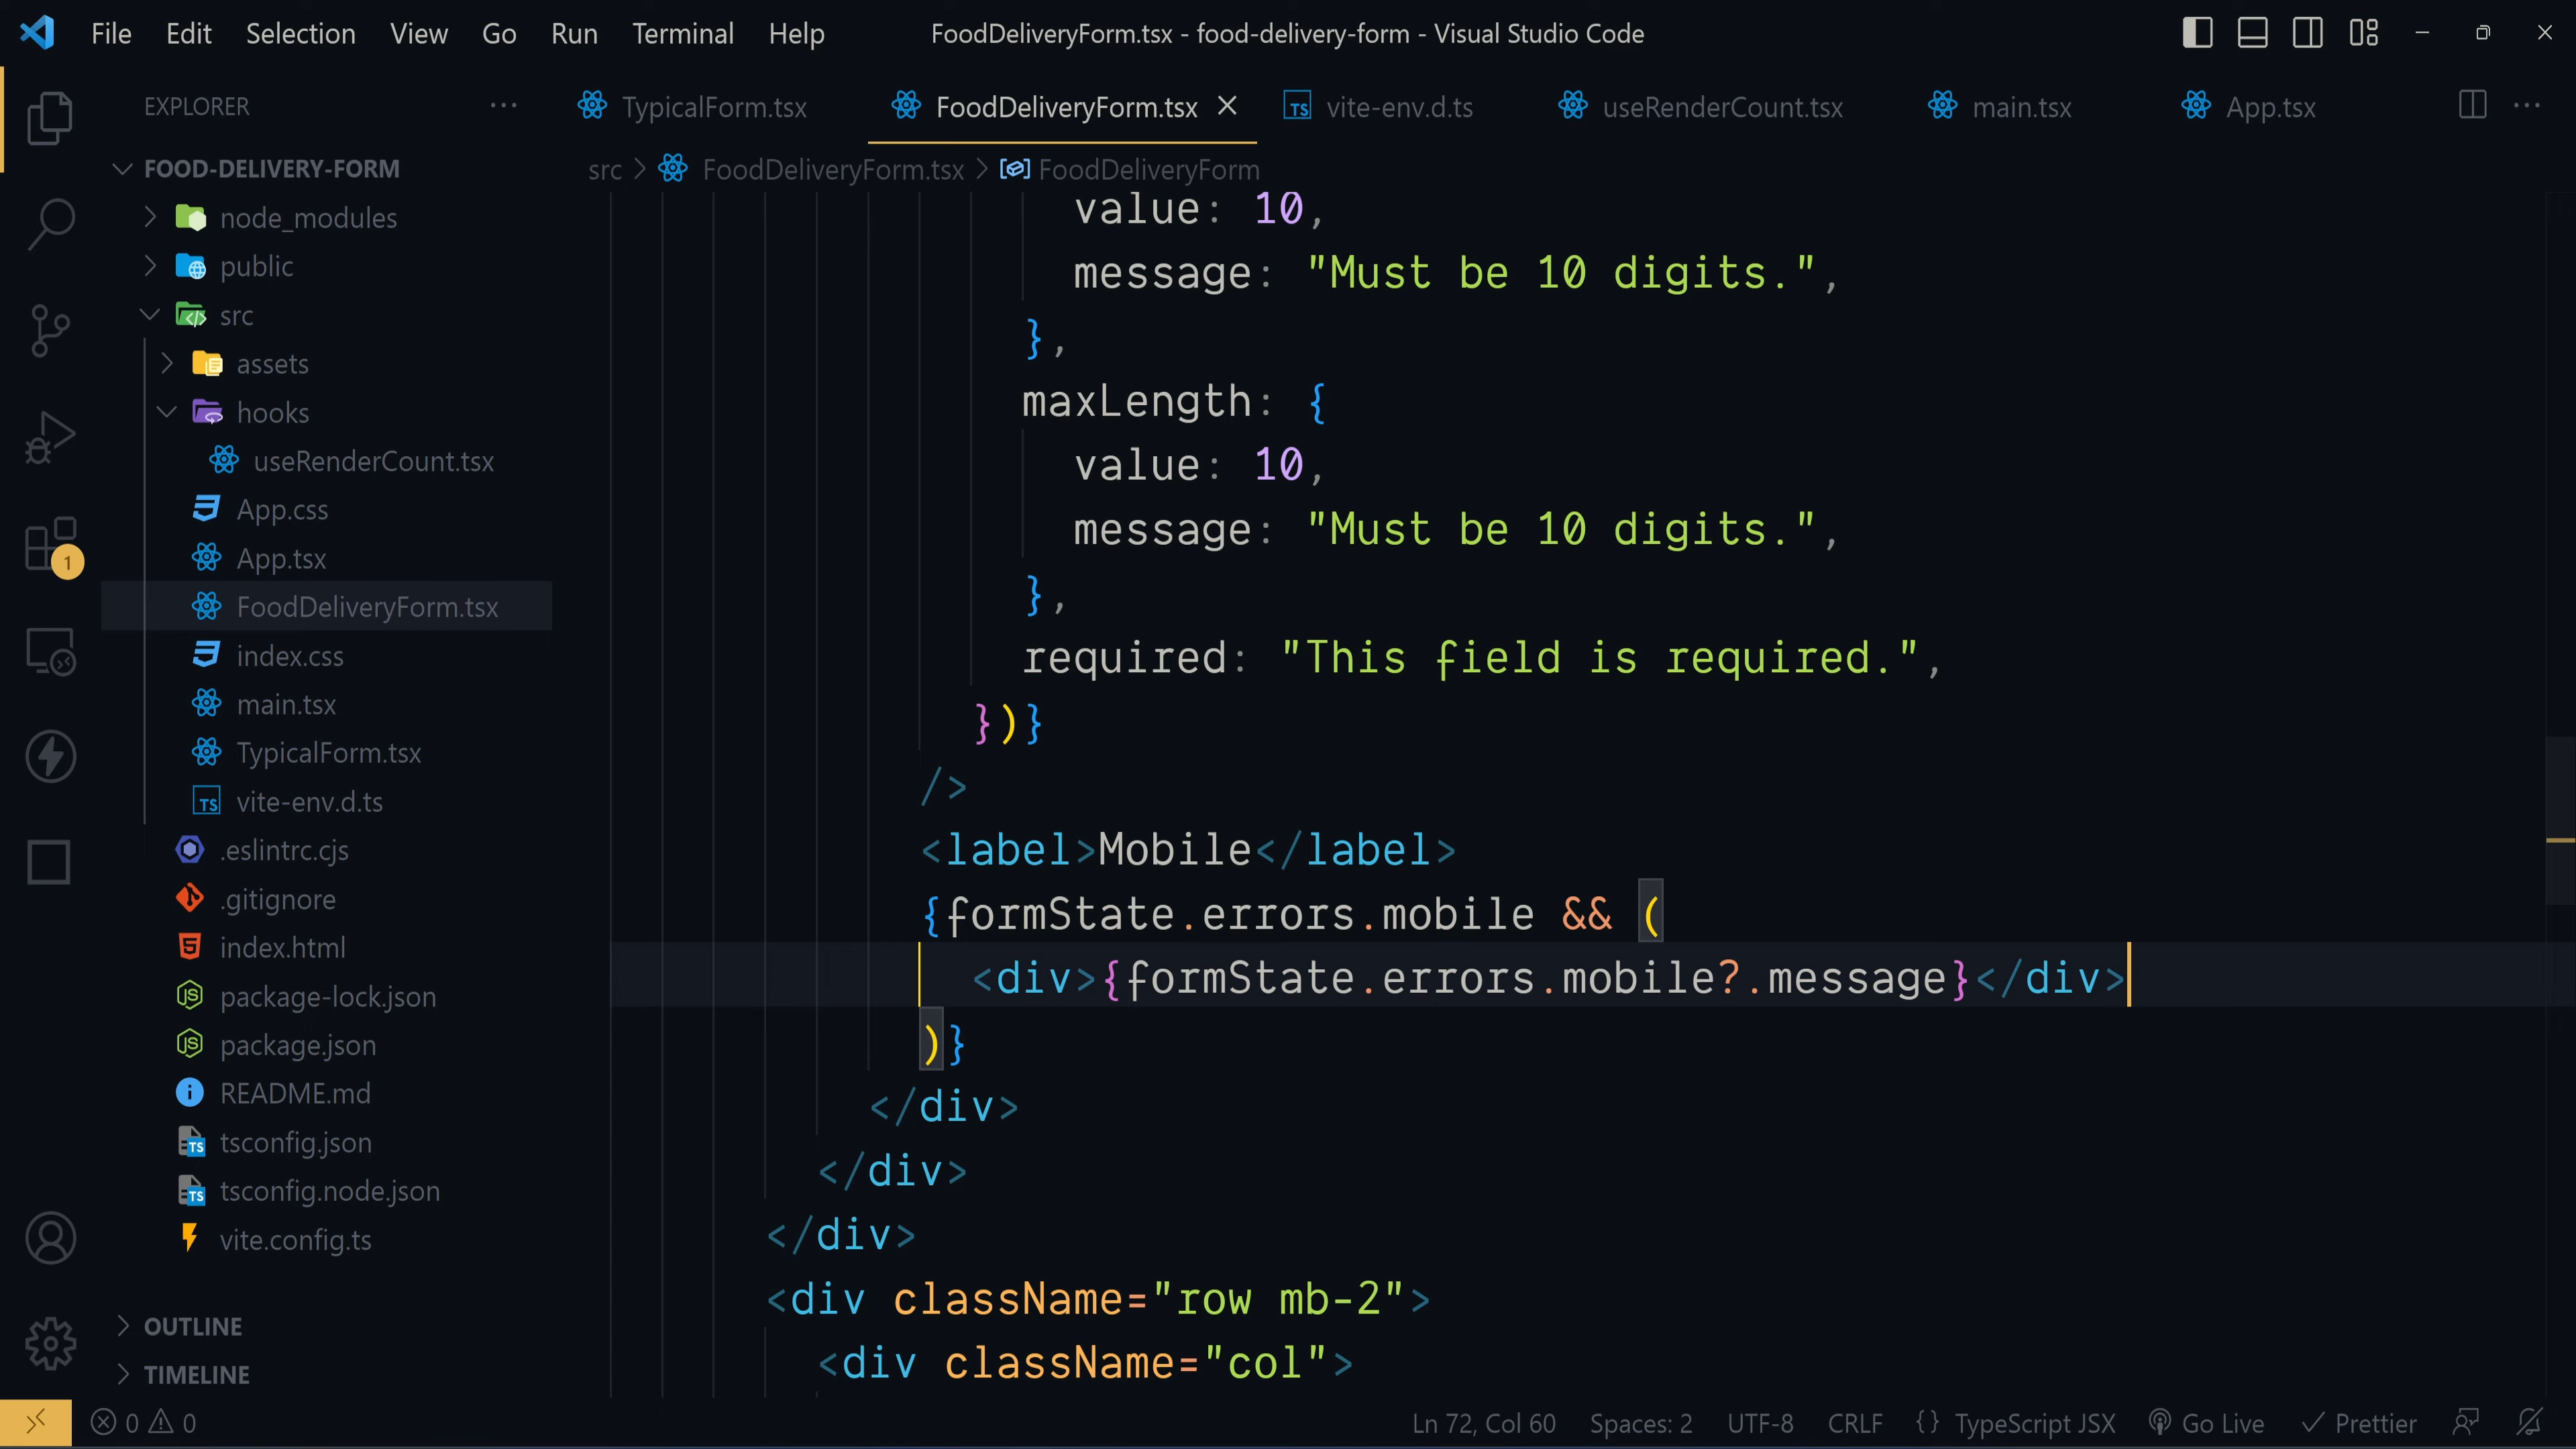 File Edit Selection View Go Run Terminal Help FoodDeliveryForm.tsx - food-delivery-form - Visual Studio Code
EXPLORER
FOOD-DELIVERY-FORM
node_modules
public
src
assets
hooks
useRenderCount.tsx
App.css
App.tsx
FoodDeliveryForm.tsx
index.css
main.tsx
TypicalForm.tsx
vite-env.d.ts
.eslintrc.cjs
.gitignore
index.html
package-lock.json
package.json
README.md
tsconfig.json
tsconfig.node.json
vite.config.ts
OUTLINE
TIMELINE
1
TypicalForm.tsx FoodDeliveryForm.tsx vite-env.d.ts useRenderCount.tsx main.tsx App.tsx
src > FoodDeliveryForm.tsx > FoodDeliveryForm
value: 10,
message: "Must be 10 digits.",
},
maxLength: {
value: 10,
message: "Must be 10 digits.",
},
required: "This field is required.",
})}
/>
<label>Mobile</label>
{formState.errors.mobile && (
<div>{formState.errors.mobile?.message}</div>
)}
</div>
</div>
</div>
<div className="row mb-2">
<div className="col">
0 0 Ln 72, Col 60 Spaces: 2 UTF-8 CRLF {} TypeScript JSX Go Live Prettier